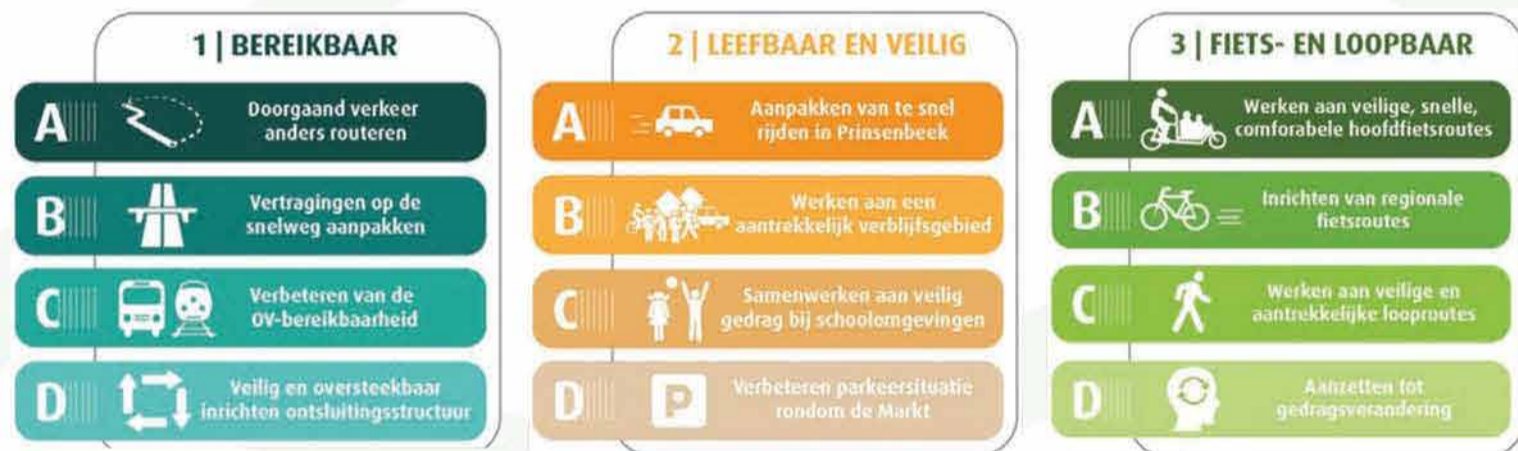 1 | BEREIKBAAR
A
Doorgaand verkeer
anders routeren
B
Vertragingen op de
snelweg aanpakken
C
Verbeteren van de
OV-bereikbaarheid
D
Veilig en oversteekbaar
inrichten ontsluitingsstructuur
2 | LEEFBAAR EN VEILIG
A
Aanpakken van te snel
rijden in Prinsenbeek
B
Werken aan een
aantrekkelijk verblijfsgebied
C
Samenwerken aan veilig
gedrag bij schoolomgevingen
D
P
Verbeteren parkeersituatie
rondom de Markt
3 | FIETS- EN LOOPBAAR
A
Werken aan veilige, snelle,
comforabele hoofdfietsroutes
B
Inrichten van regionale
fietsroutes
C
Werken aan veilige en
aantrekkelijke looproutes
D
Aanzetten tot
gedragsverandering